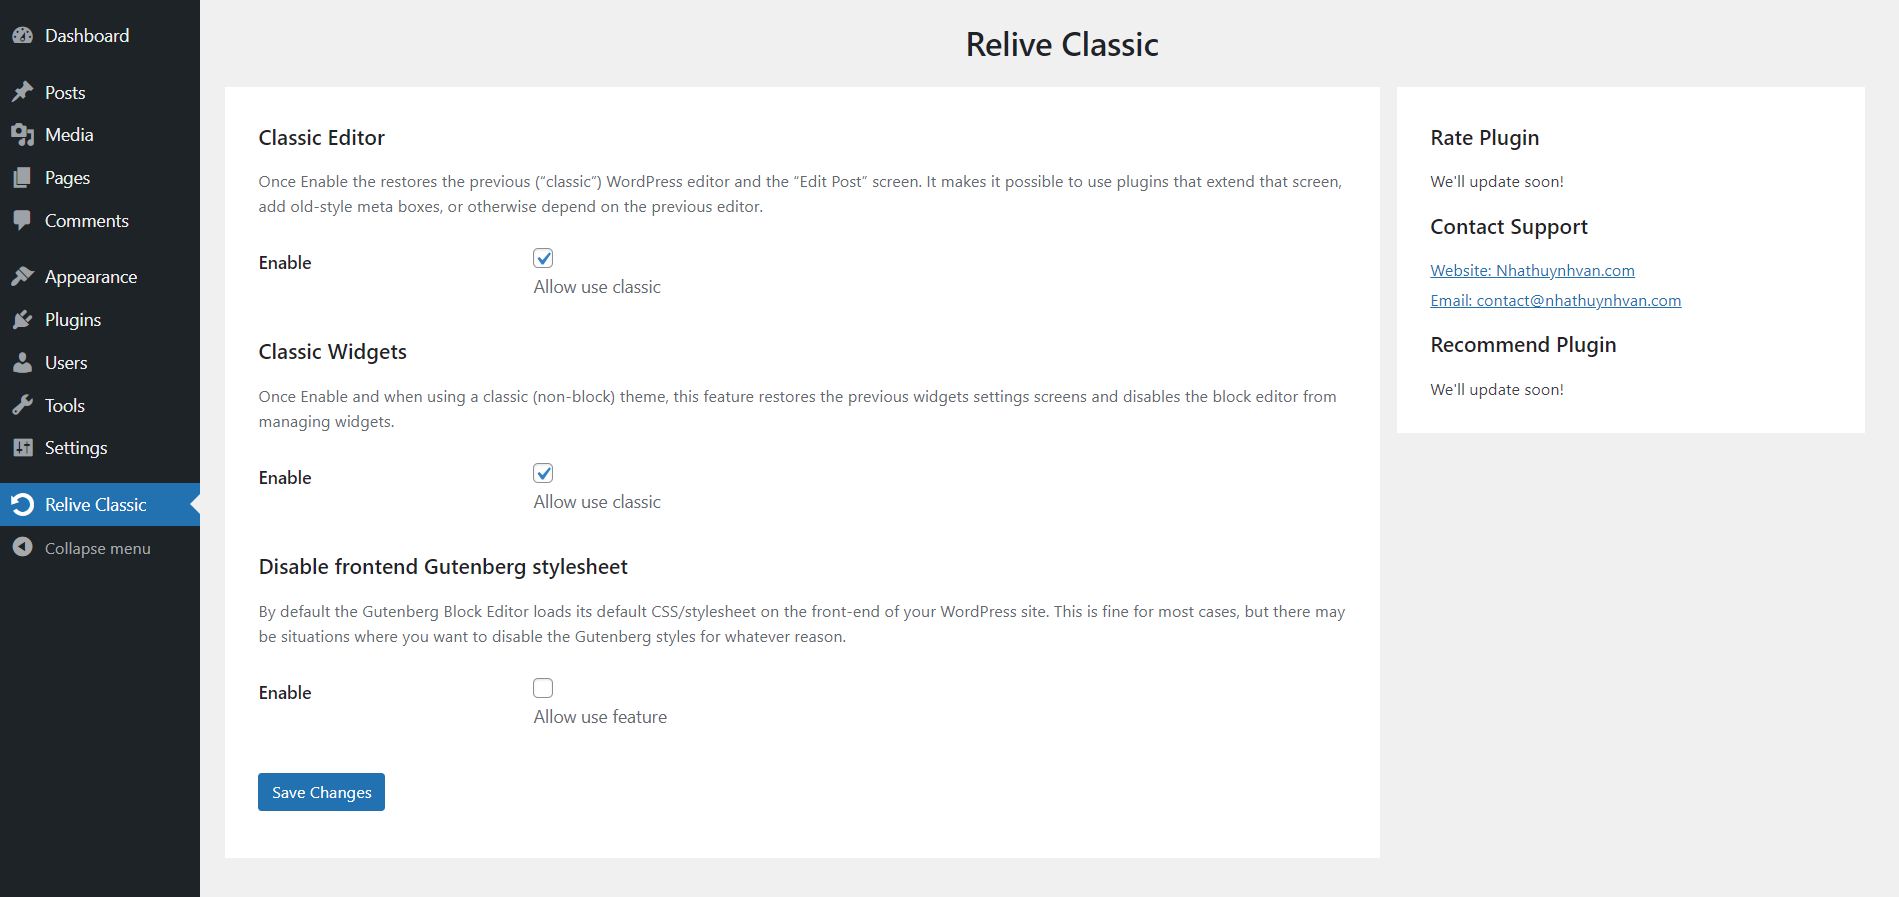 Dashboard
Posts
Media
Pages
Comments
Appearance
Plugins
Users
Tools
Settings
Relive Classic
Collapse menu
Relive Classic
Classic Editor
Once Enable the restores the previous (“classic”) WordPress editor and the “Edit Post” screen. It makes it possible to use plugins that extend that screen,
add old-style meta boxes, or otherwise depend on the previous editor.
Enable
Allow use classic
Classic Widgets
Once Enable and when using a classic (non-block) theme, this feature restores the previous widgets settings screens and disables the block editor from
managing widgets.
Enable
Allow use classic
Disable frontend Gutenberg stylesheet
By default the Gutenberg Block Editor loads its default CSS/stylesheet on the front-end of your WordPress site. This is fine for most cases, but there may
be situations where you want to disable the Gutenberg styles for whatever reason.
Enable
Allow use feature
Save Changes
Rate Plugin
We'll update soon!
Contact Support
Website: Nhathuynhvan.com
Email: contact@nhathuynhvan.com
Recommend Plugin
We'll update soon!